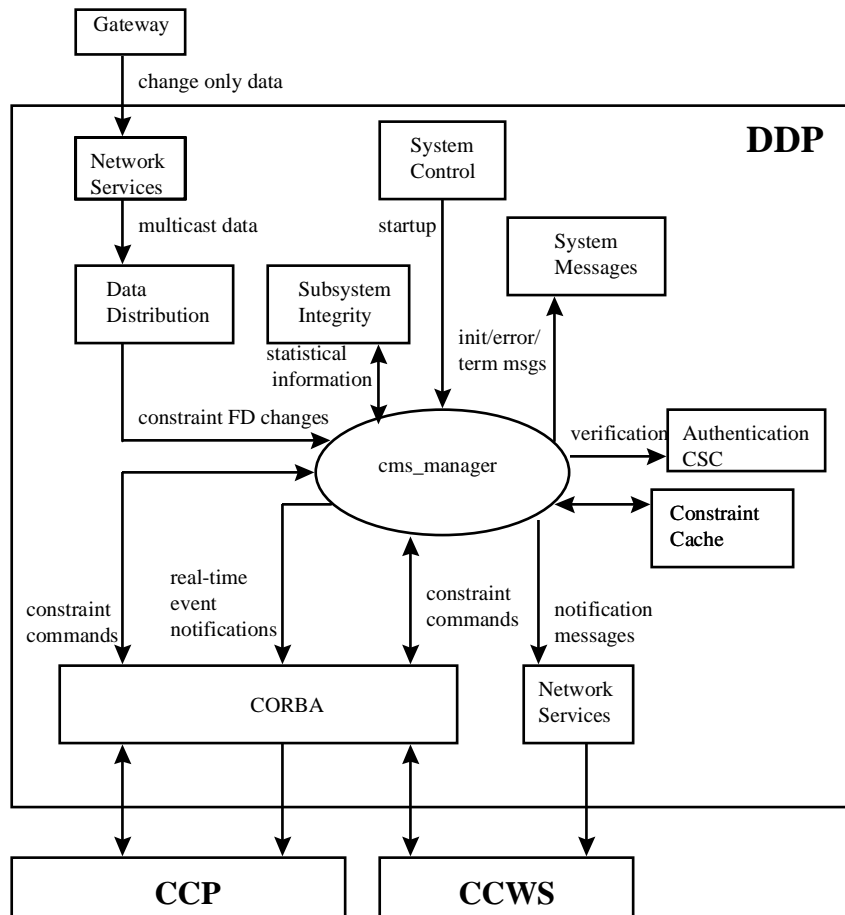 Gateway
change only data
DDP
Network
Services
System
Control
multicast data
startup
System
Messages
Data
Distribution
Subsystem
Integrity
init/error/
term msgs
statistical
information
constraint FD changes
verification
Authentication
CSC
cms_manager
Constraint
Cache
constraint
commands
real-time
event
notifications
constraint
commands
notification
messages
CORBA
Network
Services
CCP
CCWS